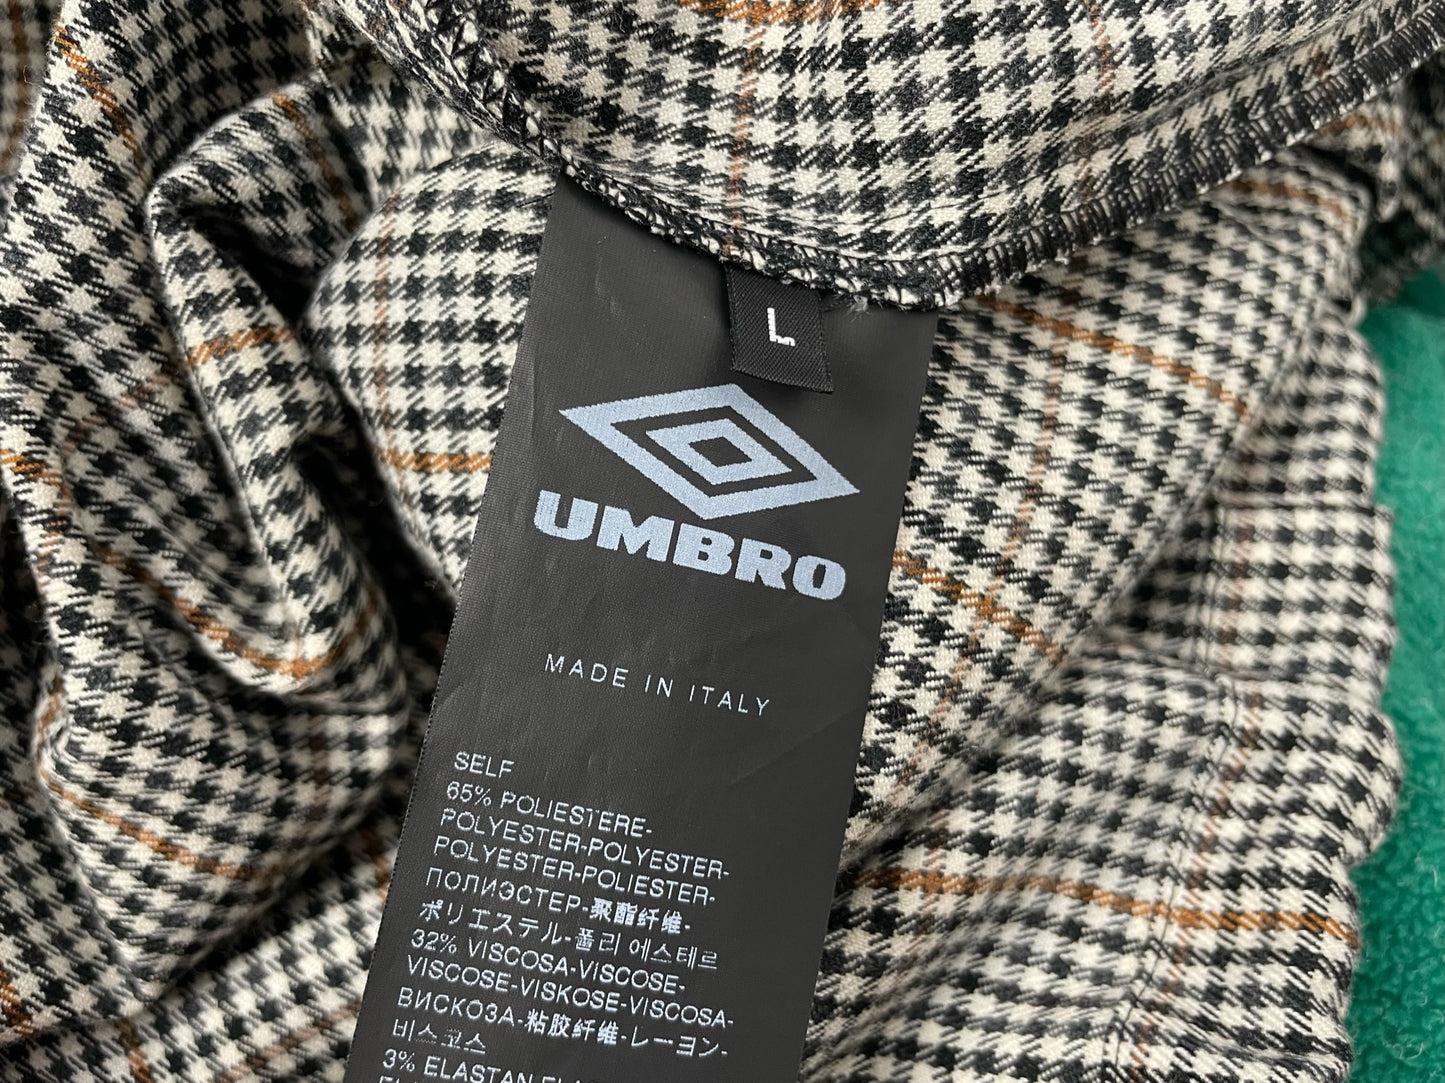 L
UMBRO
MADE IN ITALY
SELF
65% POLIESTERE-
POLYESTER-POLYESTER-
POLYESTER-POLIESTER-
ПОЛИЭСТЕР-聚酯纤维-
ポリエステル-폴리 에스테르
32% VISCOSA-VISCOSE-
VISCOSE-VISKOSE-VISCOSA-
ВИСКОЗА-粘胶纤维-レーヨン-
비스코스
3% ELASTAN